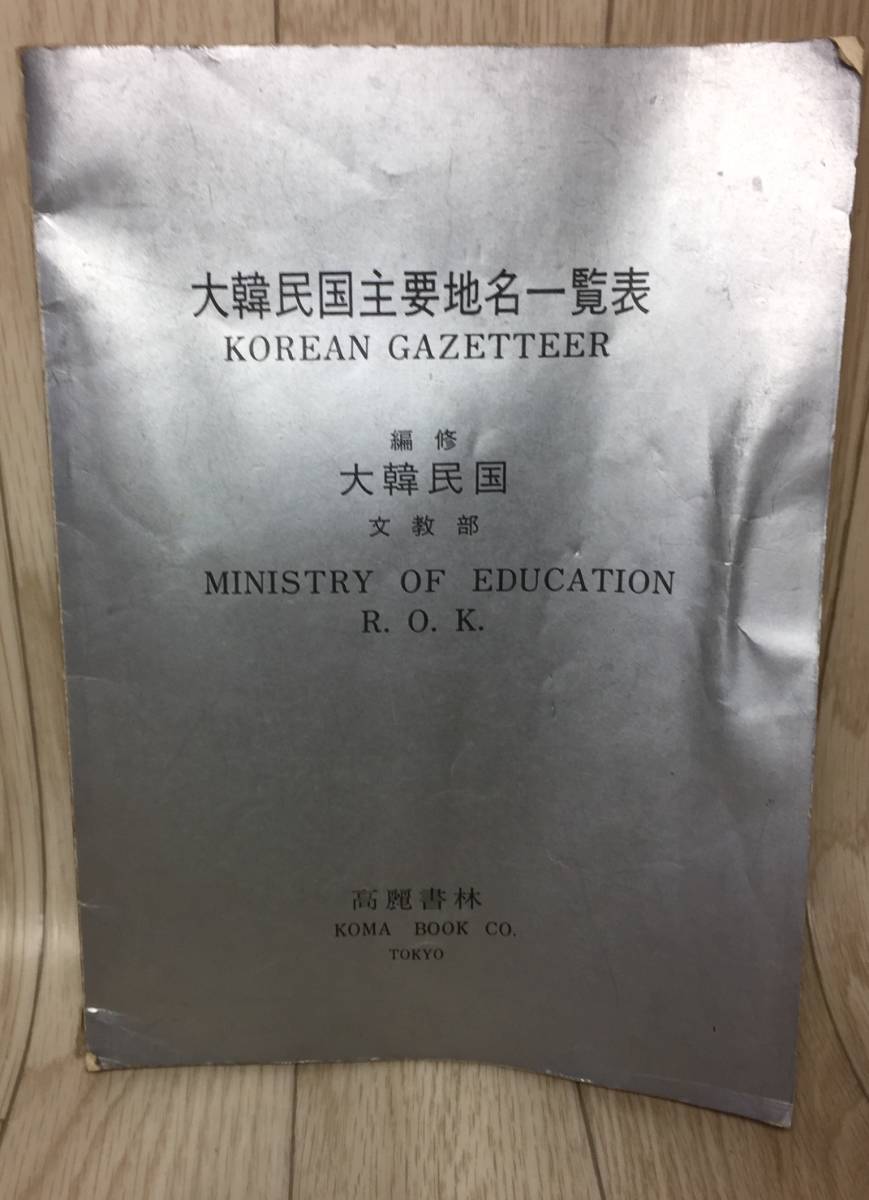 大韓民国主要地名一覧表
KOREAN GAZETTEER
編修
大韓民国
文教部
MINISTRY OF EDUCATION
R. O. K.
高麗書林
KOMA BOOK CO.
TOKYO